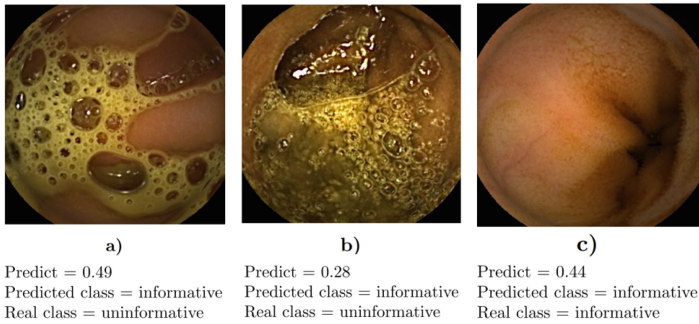 a)
Predict = 0.49
Predicted class = informative
Real class = uninformative
b)
Predict = 0.28
Predicted class = informative
Real class = uninformative
c)
Predict = 0.44
Predicted class = informative
Real class = informative